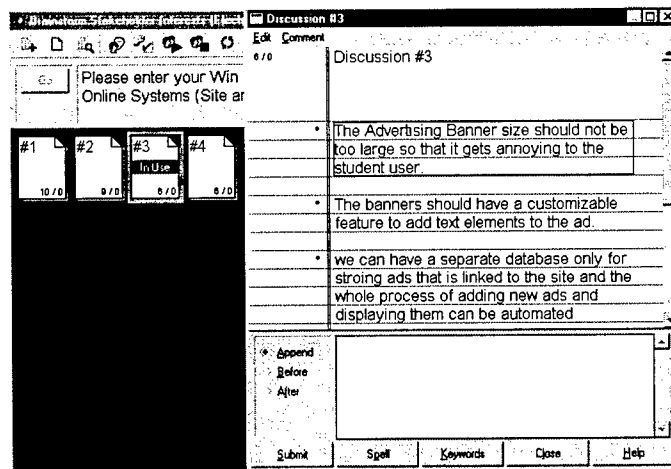 Brainstorm Stakeholder Interests (Elect
Go
Please enter your Win
Online Systems (Site ar
#1
10 / 0
#2
9 / 0
#3
In Use
6 / 0
#4
6 / 0
Discussion #3
Edit Comment
6 / 0
Discussion #3
• The Advertising Banner size should not be
too large so that it gets annoying to the
student user.
• The banners should have a customizable
feature to add text elements to the ad.
• we can have a separate database only for
stroing ads that is linked to the site and the
whole process of adding new ads and
displaying them can be automated
Append
Before
After
Submit Spell Keywords Close Help